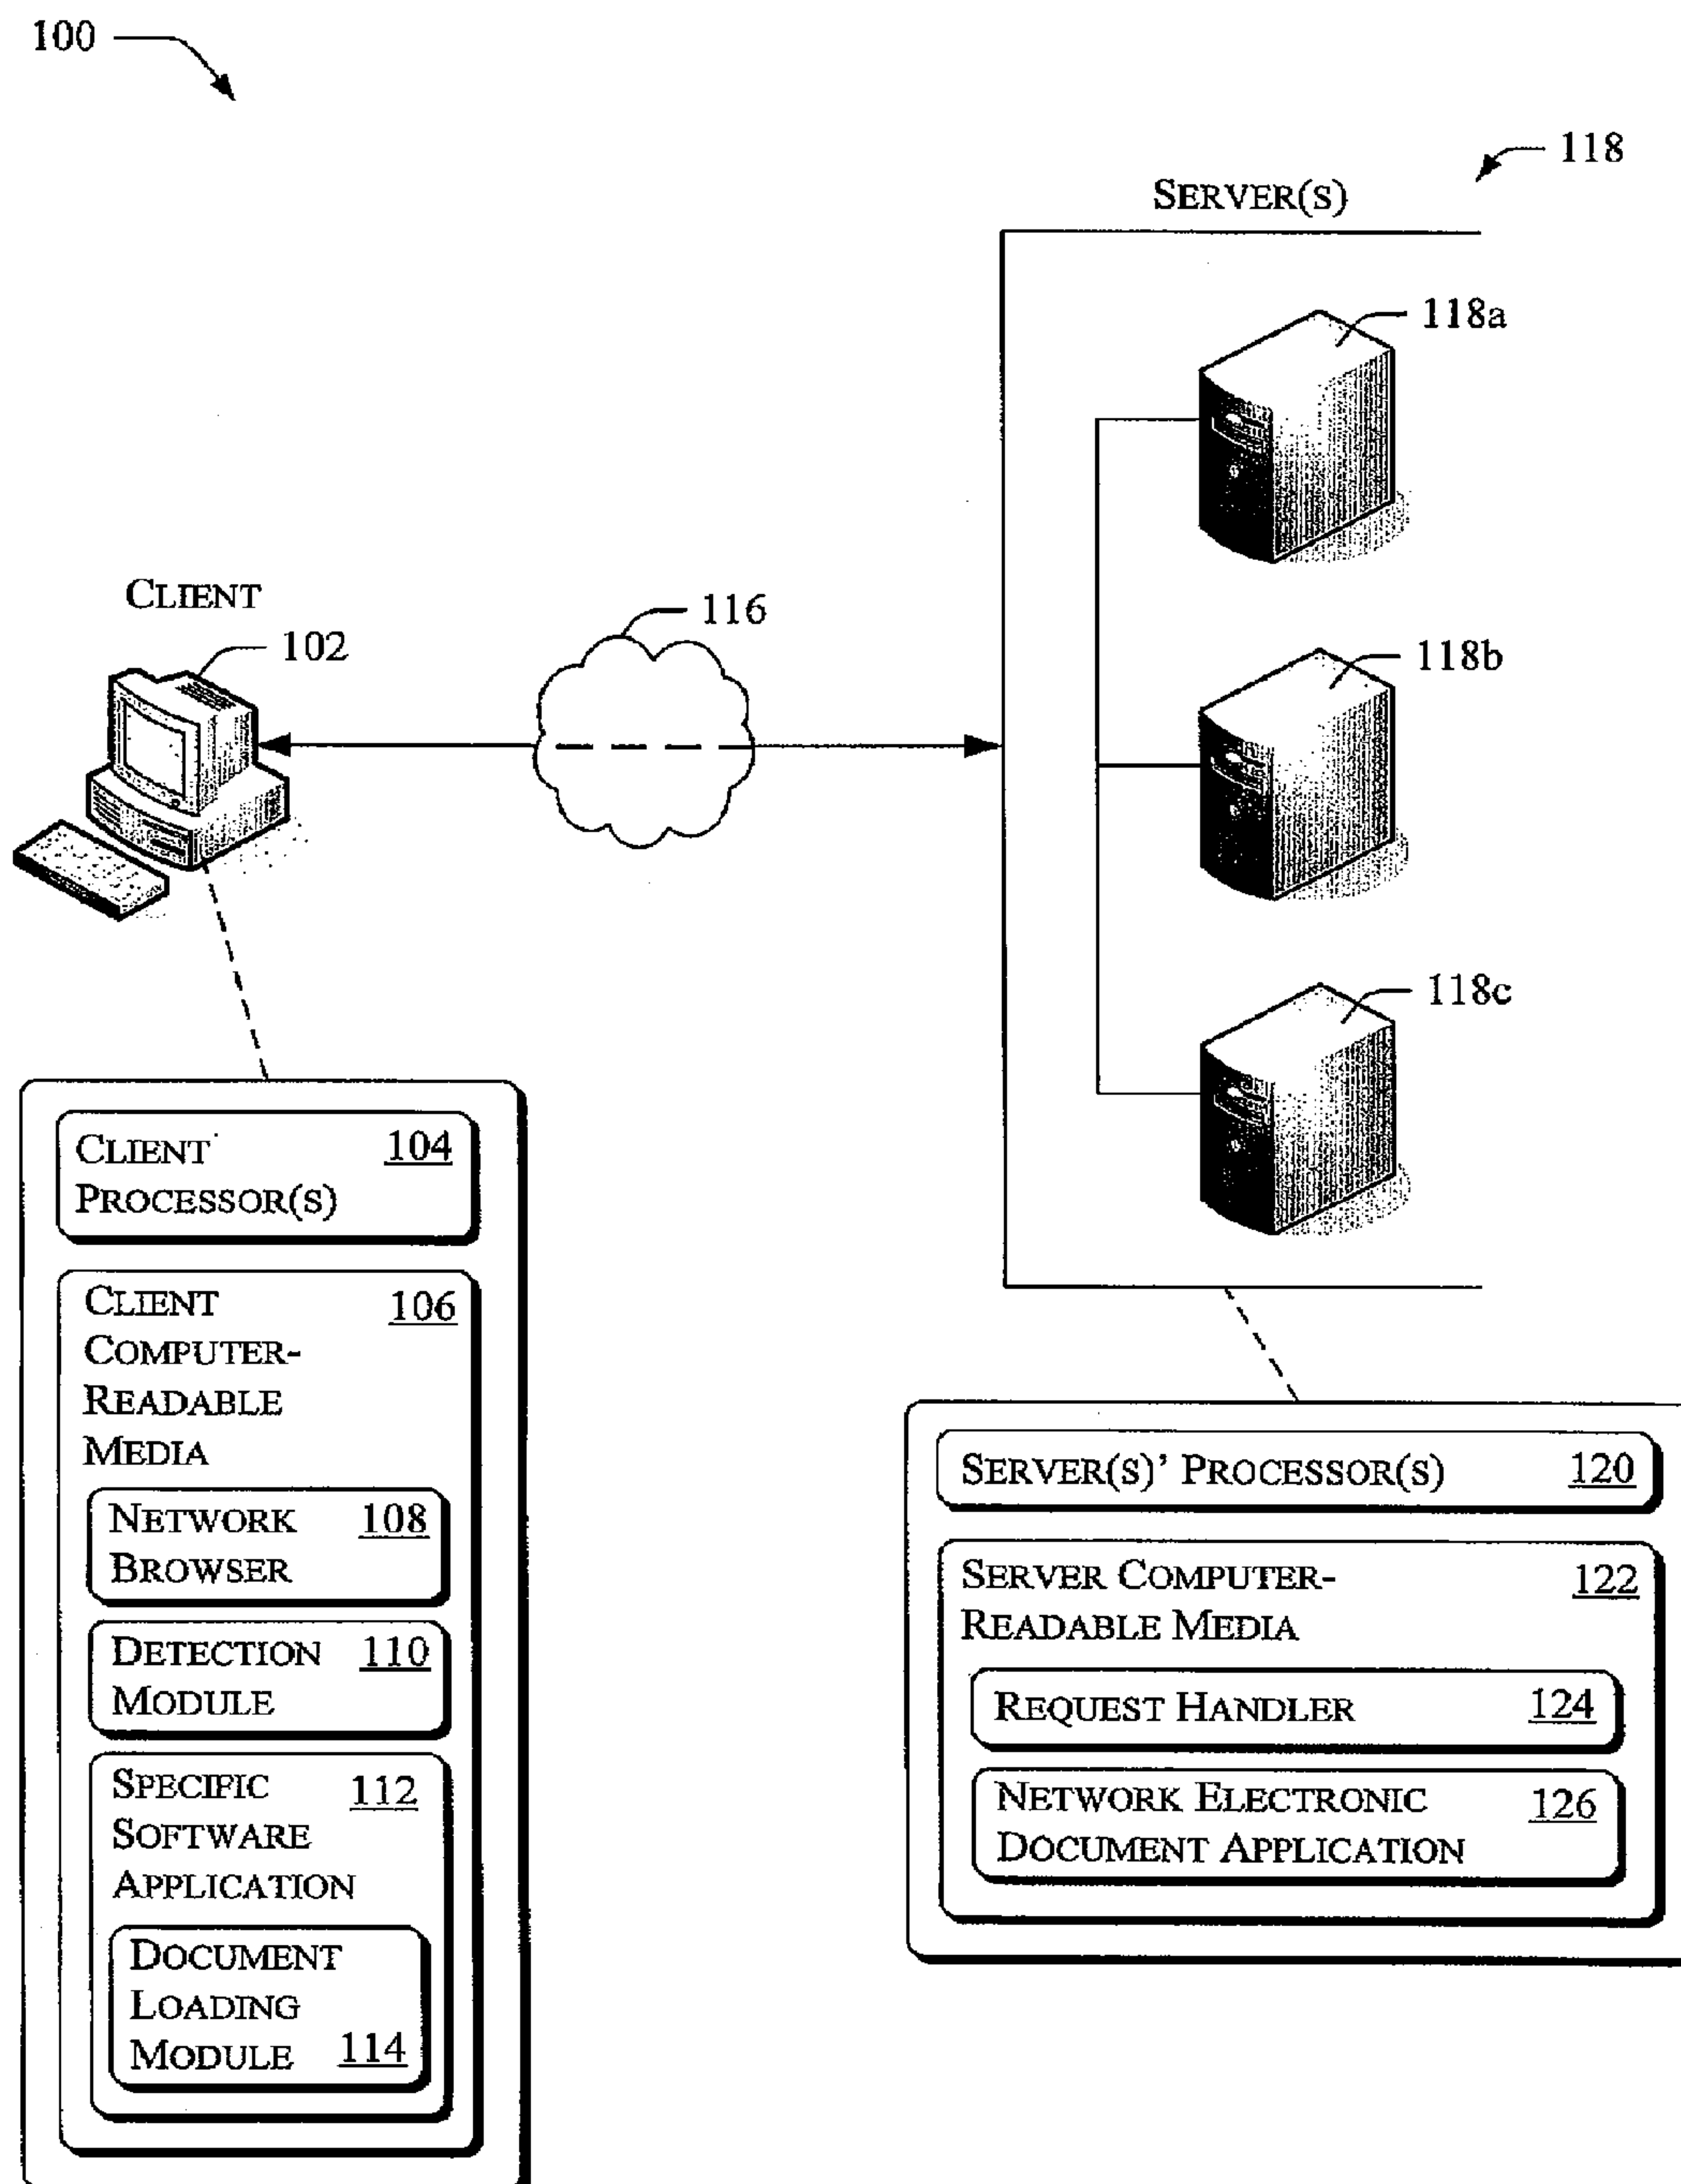 100
118
SERVER(S)
118a
CLIENT
116
102
118b
118c
CLIENT 104
PROCESSOR(S)
CLIENT 106
COMPUTER-
READABLE
MEDIA
NETWORK 108
BROWSER
DETECTION 110
MODULE
SPECIFIC 112
SOFTWARE
APPLICATION
DOCUMENT
LOADING
MODULE 114
SERVER(S)’ PROCESSOR(S) 120
SERVER COMPUTER- 122
READABLE MEDIA
REQUEST HANDLER 124
NETWORK ELECTRONIC 126
DOCUMENT APPLICATION